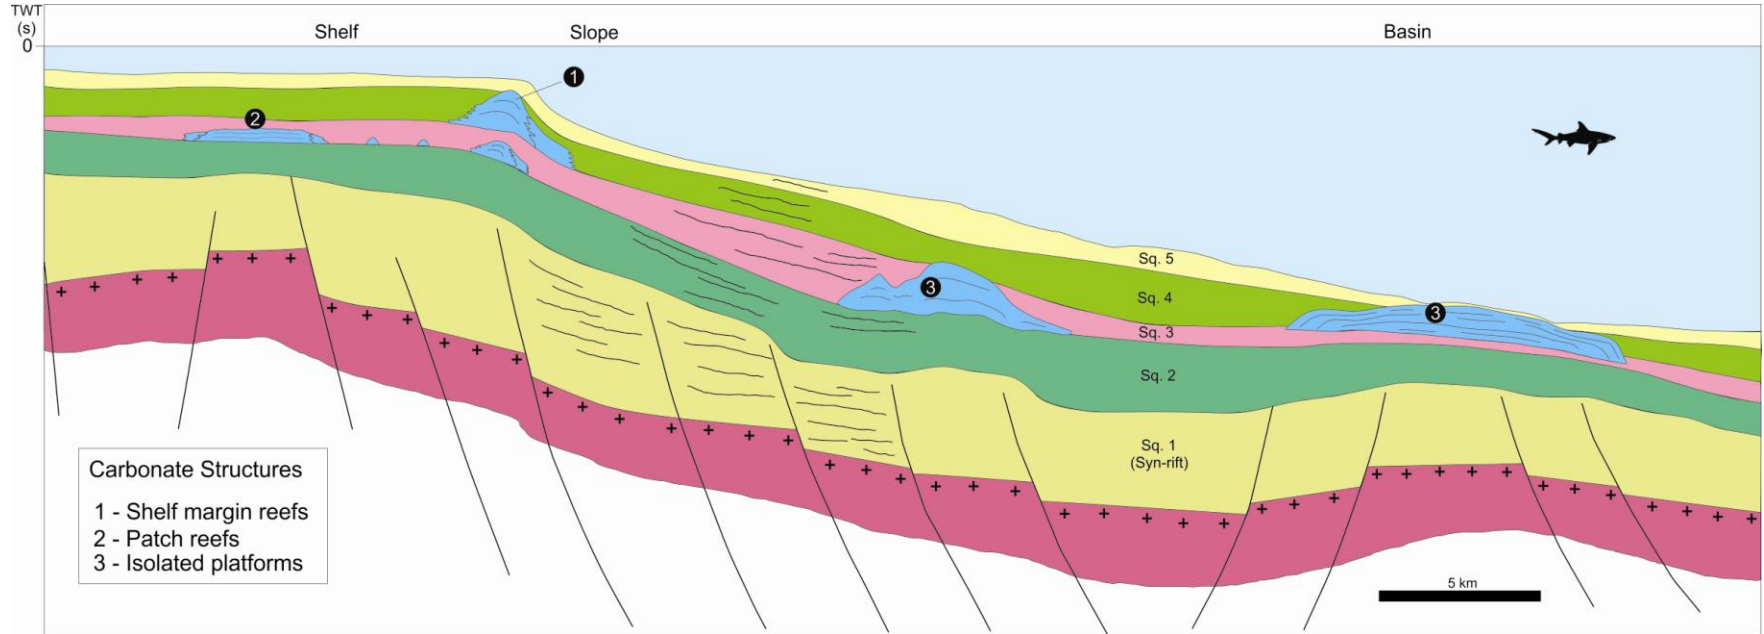 TWT
(s)
0
Shelf
Slope
Basin
1
2
3
3
Sq. 5
Sq. 4
Sq. 3
Sq. 2
Sq. 1
(Syn-rift)
Carbonate Structures
1 - Shelf margin reefs
2 - Patch reefs
3 - Isolated platforms
5 km